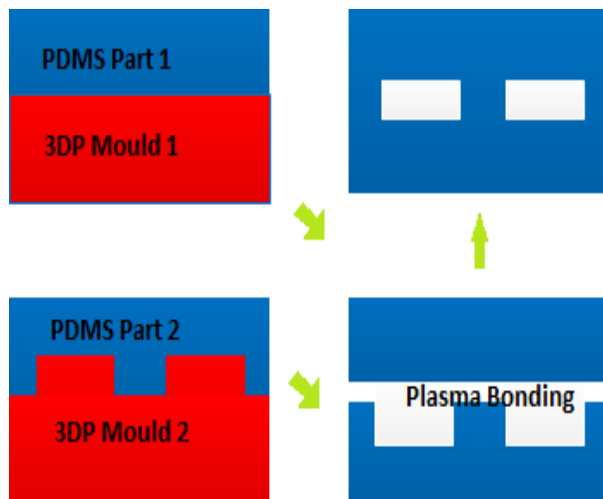 PDMS Part 1
3DP Mould 1
PDMS Part 2
3DP Mould 2
Plasma Bonding